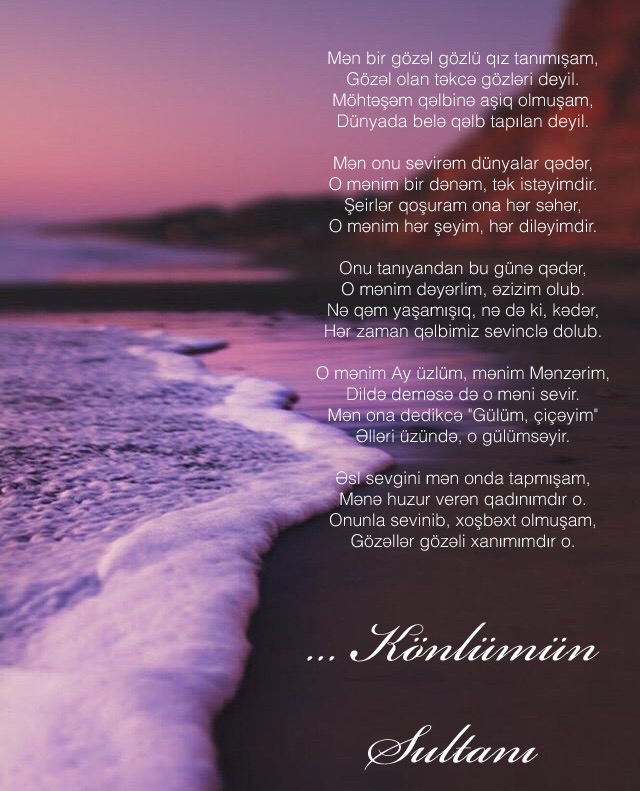 Mən bir gözəl gözlü qız tanımışam,
Gözəl olan təkcə gözləri deyil.
Möhtəşəm qəlbinə aşiq olmuşam,
Dünyada belə qəlb tapılan deyil.
Mən onu sevirəm dünyalar qədər,
O mənim bir dənəm, tək istəyimdir.
Şeirlər qoşuram ona hər səhər,
O mənim hər şeyim, hər diləyimdir.
Onu tanıyandan bu günə qədər,
O mənim dəyərlim, əzizim olub.
Nə qəm yaşamışıq, nə də ki, kədər,
Hər zaman qəlbimiz sevinclə dolub.
O mənim Ay üzlüm, mənim Mənzərim,
Dildə deməsə də o məni sevir.
Mən ona dedikcə "Gülüm, çiçəyim"
Əlləri üzündə, o gülümsəyir.
Əsl sevgini mən onda tapmışam,
Mənə huzur verən qadınımdır o.
Onunla sevinib, xoşbəxt olmuşam,
Gözəllər gözəli xanımımdır o.
... Könlümün
Sultanı